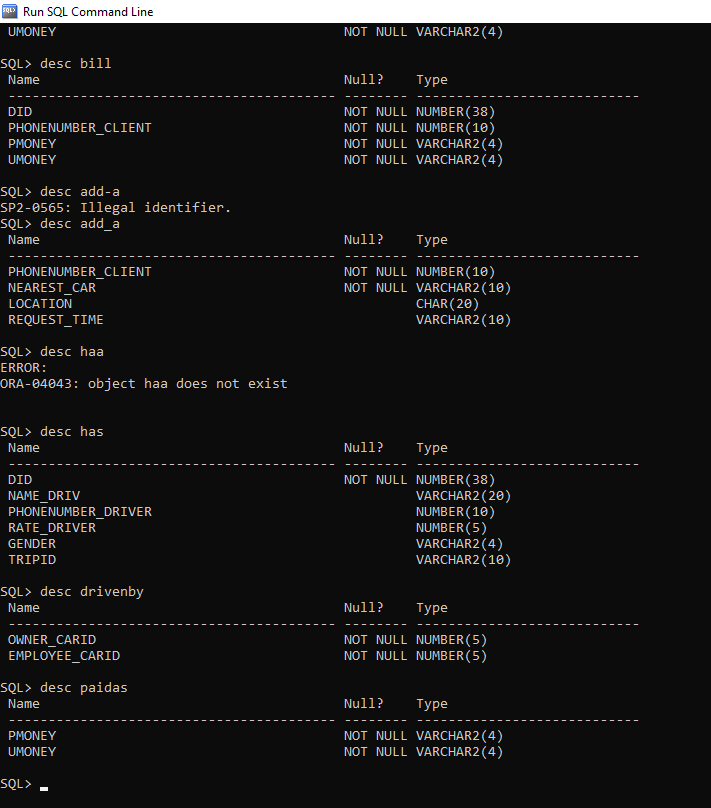 Run SQL Command Line
UMONEY NOT NULL VARCHAR2(4)
SQL> desc bill
Name Null? Type
----------------------------------------- -------- ----------------------------
DID NOT NULL NUMBER(38)
PHONENUMBER_CLIENT NOT NULL NUMBER(10)
PMONEY NOT NULL VARCHAR2(4)
UMONEY NOT NULL VARCHAR2(4)
SQL> desc add-a
SP2-0565: Illegal identifier.
SQL> desc add_a
Name Null? Type
----------------------------------------- -------- ----------------------------
PHONENUMBER_CLIENT NOT NULL NUMBER(10)
NEAREST_CAR NOT NULL VARCHAR2(10)
LOCATION CHAR(20)
REQUEST_TIME VARCHAR2(10)
SQL> desc haa
ERROR:
ORA-04043: object haa does not exist
SQL> desc has
Name Null? Type
----------------------------------------- -------- ----------------------------
DID NOT NULL NUMBER(38)
NAME_DRIV VARCHAR2(20)
PHONENUMBER_DRIVER NUMBER(10)
RATE_DRIVER NUMBER(5)
GENDER VARCHAR2(4)
TRIPID VARCHAR2(10)
SQL> desc drivenby
Name Null? Type
----------------------------------------- -------- ----------------------------
OWNER_CARID NOT NULL NUMBER(5)
EMPLOYEE_CARID NOT NULL NUMBER(5)
SQL> desc paidas
Name Null? Type
----------------------------------------- -------- ----------------------------
PMONEY NOT NULL VARCHAR2(4)
UMONEY NOT NULL VARCHAR2(4)
SQL>